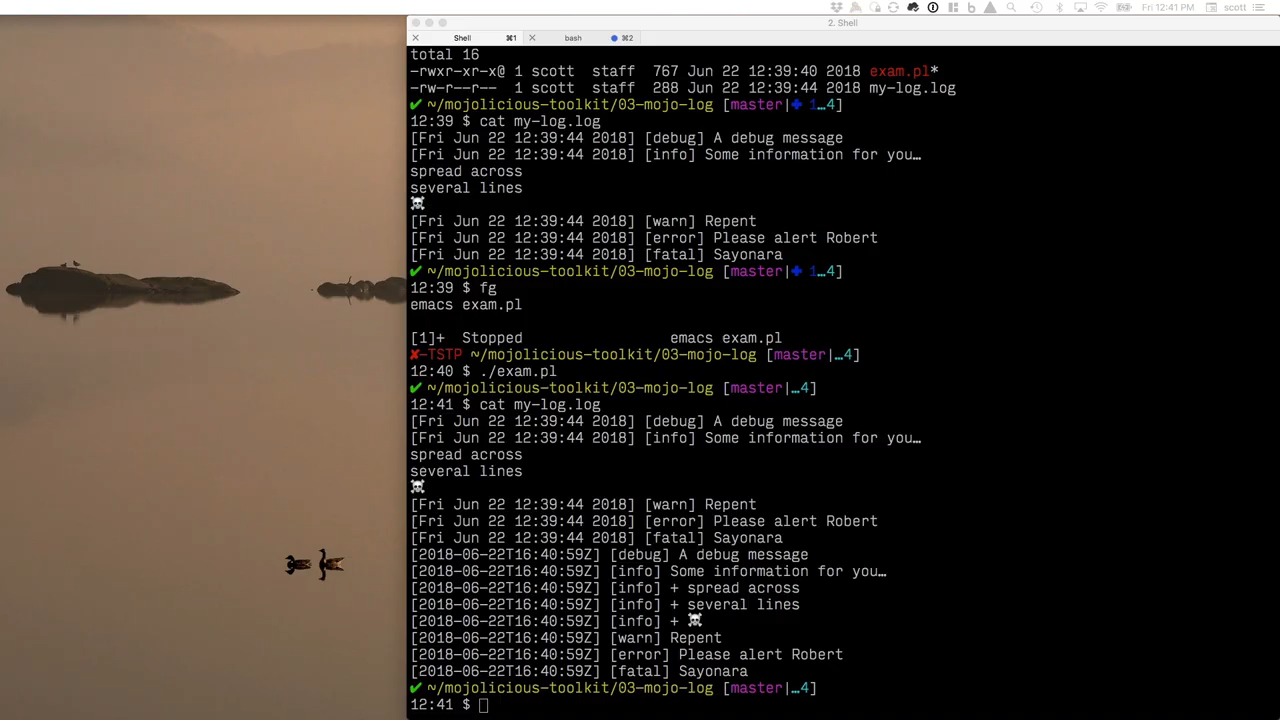 Fri 12:41 PM scott
2. Shell
Shell ⌘1 bash ⌘2
total 16
-rwxr-xr-x@ 1 scott  staff  767 Jun 22 12:39:40 2018 exam.pl*
-rw-r--r--  1 scott  staff  288 Jun 22 12:39:44 2018 my-log.log
✔ ~/mojolicious-toolkit/03-mojo-log [master|✚ 1…4]
12:39 $ cat my-log.log
[Fri Jun 22 12:39:44 2018] [debug] A debug message
[Fri Jun 22 12:39:44 2018] [info] Some information for you…
spread across
several lines
☠
[Fri Jun 22 12:39:44 2018] [warn] Repent
[Fri Jun 22 12:39:44 2018] [error] Please alert Robert
[Fri Jun 22 12:39:44 2018] [fatal] Sayonara
✔ ~/mojolicious-toolkit/03-mojo-log [master|✚ 1…4]
12:39 $ fg
emacs exam.pl
[1]+  Stopped                 emacs exam.pl
✘-TSTP ~/mojolicious-toolkit/03-mojo-log [master|…4]
12:40 $ ./exam.pl
✔ ~/mojolicious-toolkit/03-mojo-log [master|…4]
12:41 $ cat my-log.log
[Fri Jun 22 12:39:44 2018] [debug] A debug message
[Fri Jun 22 12:39:44 2018] [info] Some information for you…
spread across
several lines
☠
[Fri Jun 22 12:39:44 2018] [warn] Repent
[Fri Jun 22 12:39:44 2018] [error] Please alert Robert
[Fri Jun 22 12:39:44 2018] [fatal] Sayonara
[2018-06-22T16:40:59Z] [debug] A debug message
[2018-06-22T16:40:59Z] [info] Some information for you…
[2018-06-22T16:40:59Z] [info] + spread across
[2018-06-22T16:40:59Z] [info] + several lines
[2018-06-22T16:40:59Z] [info] + ☠
[2018-06-22T16:40:59Z] [warn] Repent
[2018-06-22T16:40:59Z] [error] Please alert Robert
[2018-06-22T16:40:59Z] [fatal] Sayonara
✔ ~/mojolicious-toolkit/03-mojo-log [master|…4]
12:41 $